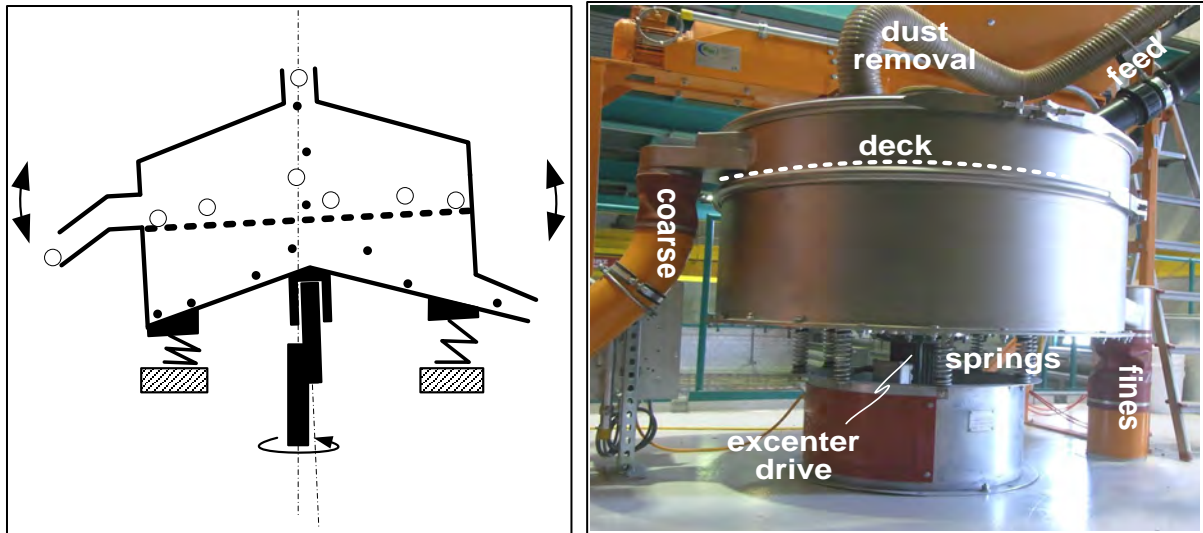 dust
removal
feed
deck
coarse
springs
fines
excenter
drive